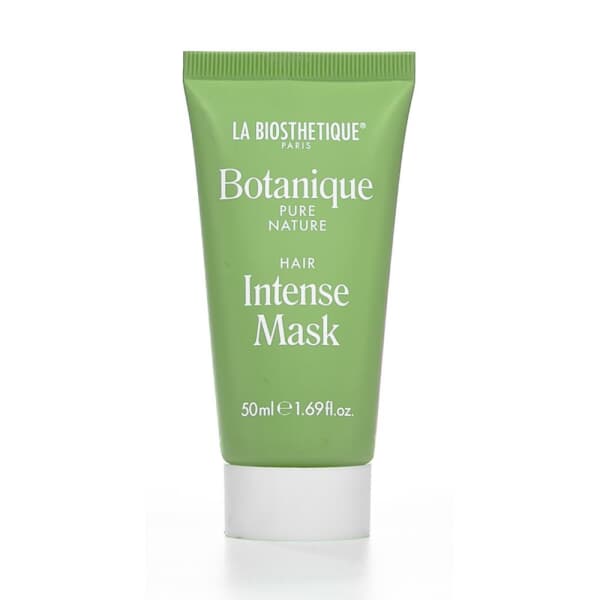 LA BIOSTHETIQUE®
PARIS
Botanique
PURE
NATURE
HAIR
Intense
Mask
50ml℮1.69fl.oz.